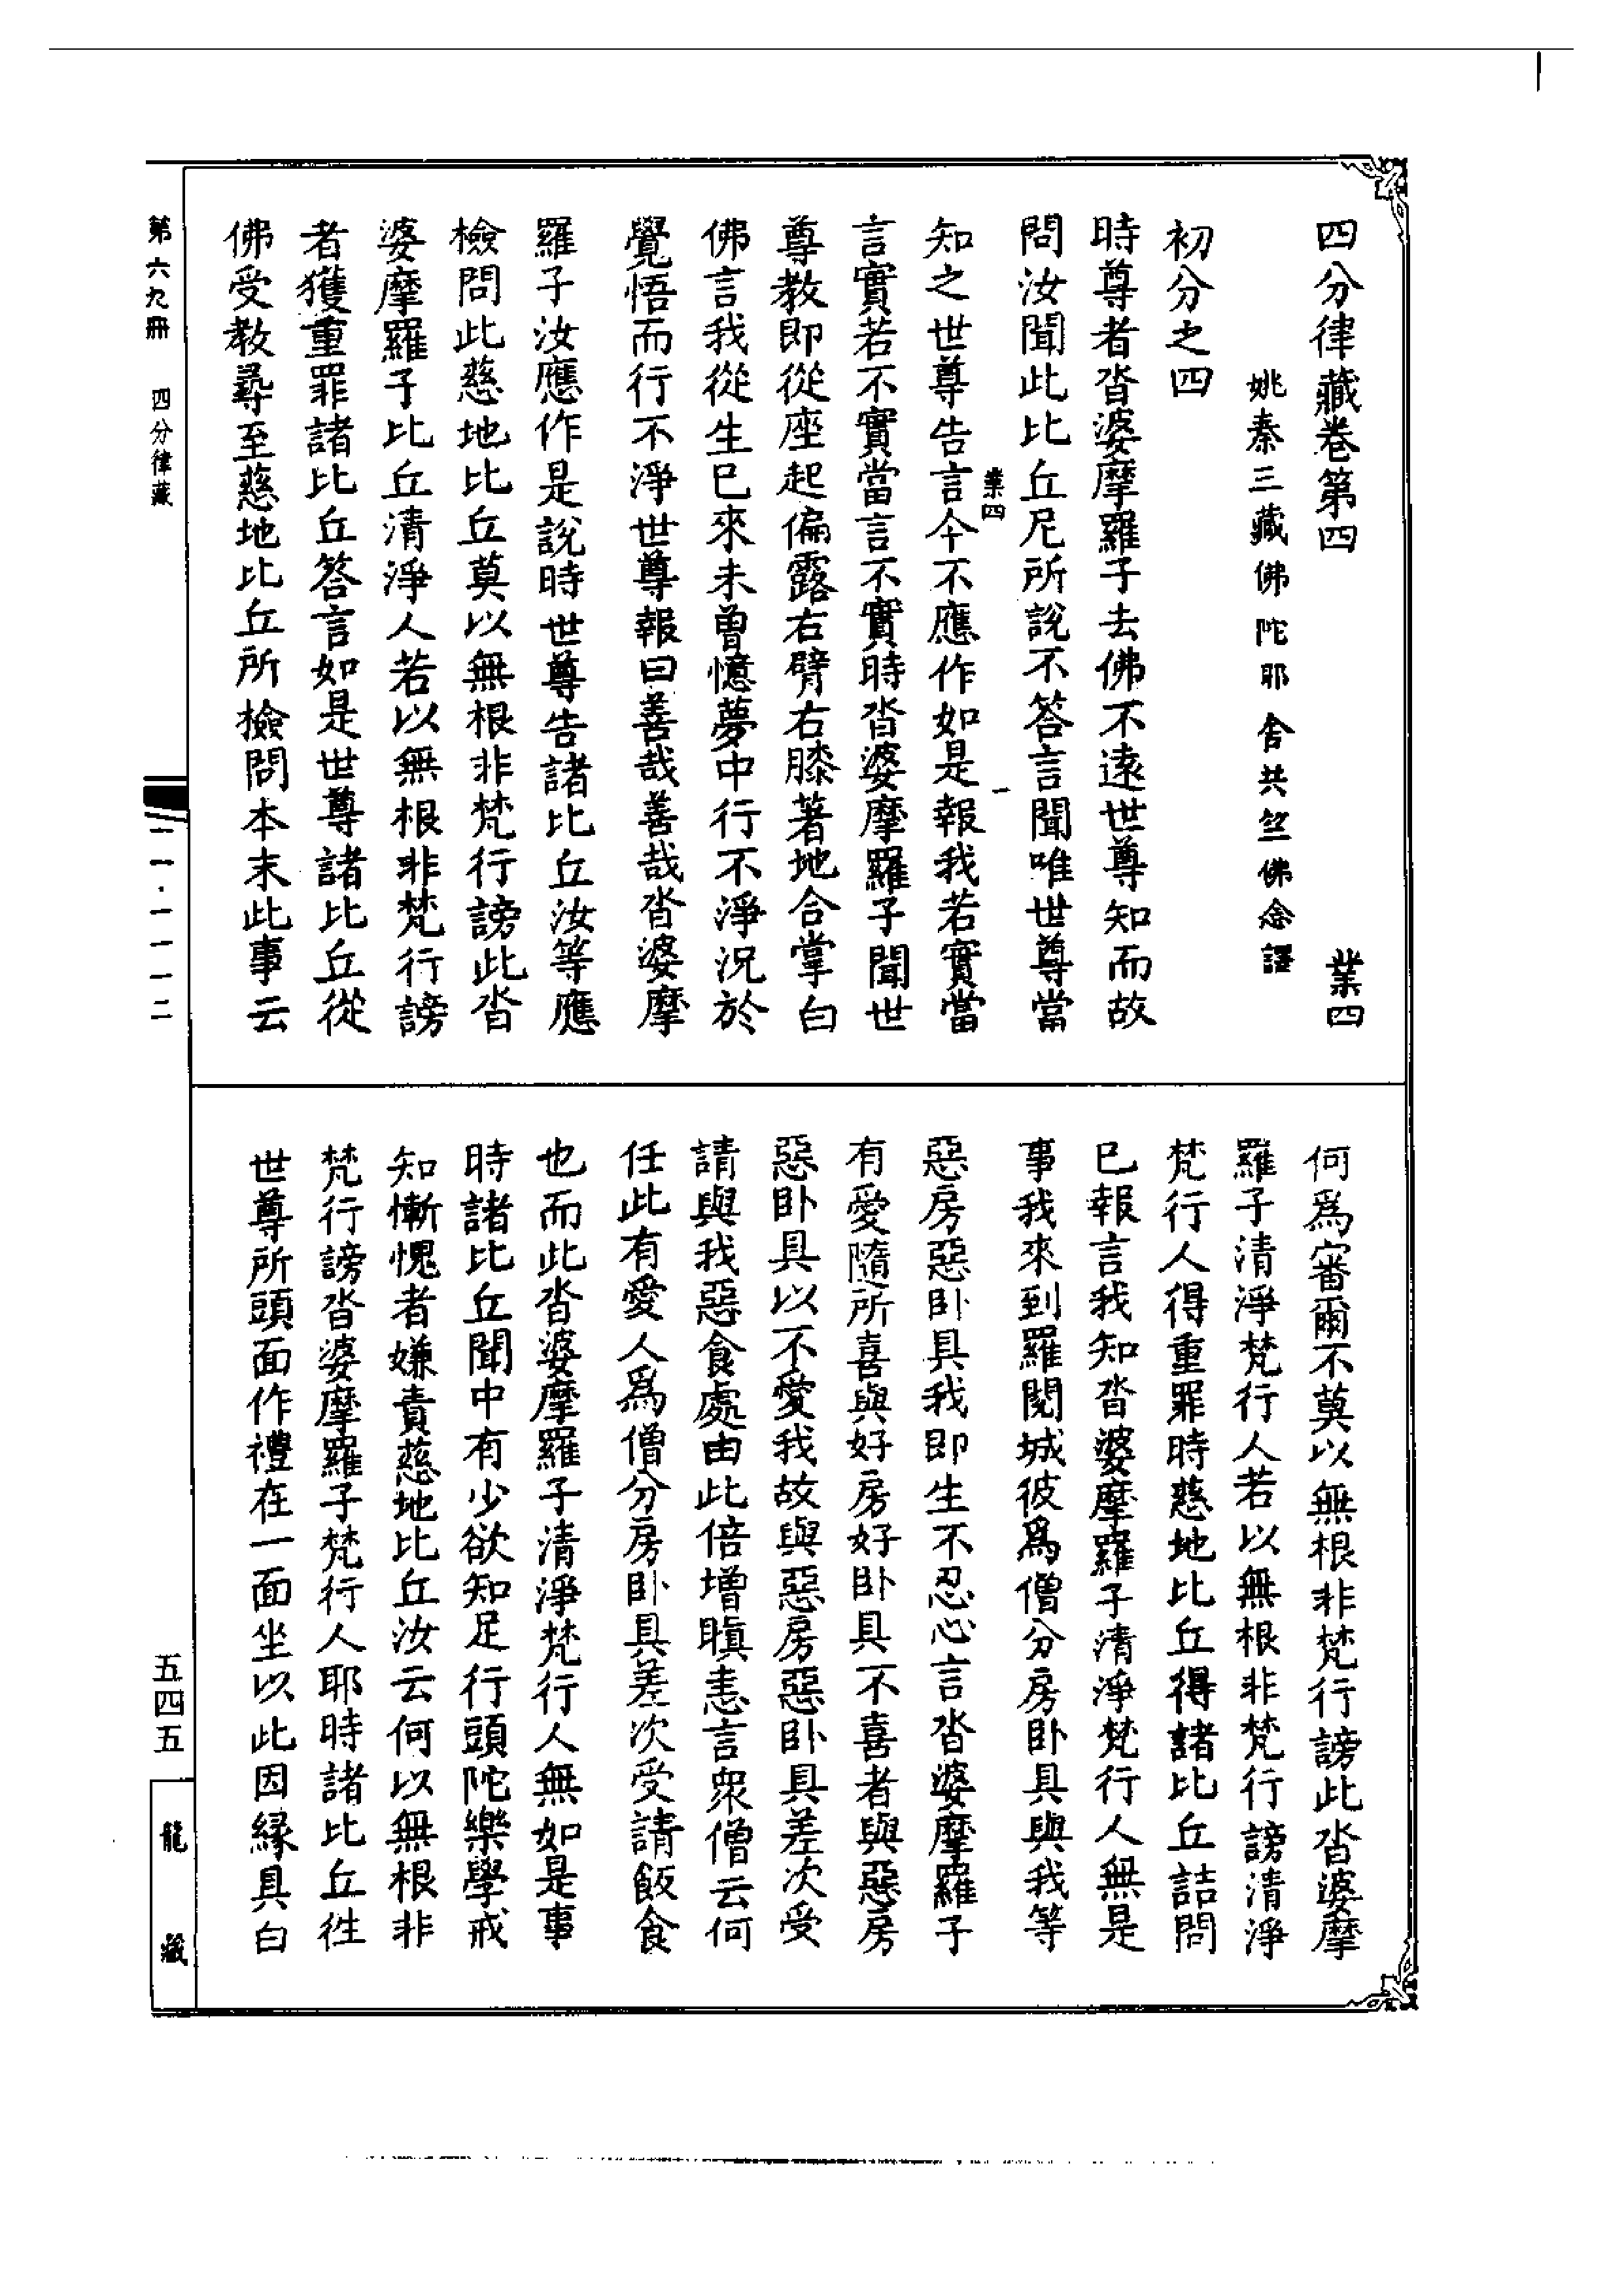 四分律藏卷第四 業四
姚秦三藏佛陀耶舍共竺佛念譯
初分之四
時尊者沓婆摩羅子去佛不遠世尊知而故
問汝聞此比丘尼所說不答言聞唯世尊當
業四 一
知之世尊告言今不應作如是報我若實當
言實若不實當言不實時沓婆摩羅子聞世
尊教即從座起偏露右臂右膝著地合掌白
佛言我從生已來未曾憶夢中行不淨況於
覺悟而行不淨世尊報曰善哉善哉沓婆摩
羅子汝應作是說時世尊告諸比丘汝等應
檢問此慈地比丘莫以無根非梵行謗此沓
婆摩羅子比丘清淨人若以無根非梵行謗
者獲重罪諸比丘答言如是世尊諸比丘從
佛受教尋至慈地比丘所檢問本末此事云
何為審爾不莫以無根非梵行謗此沓婆摩
羅子清淨梵行人若以無根非梵行謗清淨
梵行人得重罪時慈地比丘得諸比丘詰問
已報言我知沓婆摩羅子清淨梵行人無是
事我來到羅閱城彼為僧分房臥具與我等
惡房惡臥具我即生不忍心言沓婆摩羅子
有愛隨所喜與好房好臥具不喜者與惡房
惡臥具以不愛我故與惡房惡臥具差次受
請與我惡食處由此倍增瞋恚言眾僧云何
任此有愛人為僧分房臥具差次受請飯食
也而此沓婆摩羅子清淨梵行人無如是事
時諸比丘聞中有少欲知足行頭陀樂學戒
知慚愧者嫌責慈地比丘汝云何以無根非
梵行謗沓婆摩羅子梵行人耶時諸比丘往
世尊所頭面作禮在一面坐以此因緣具白
第六九冊 四分律藏
一一·一一一二
五四五
龍藏